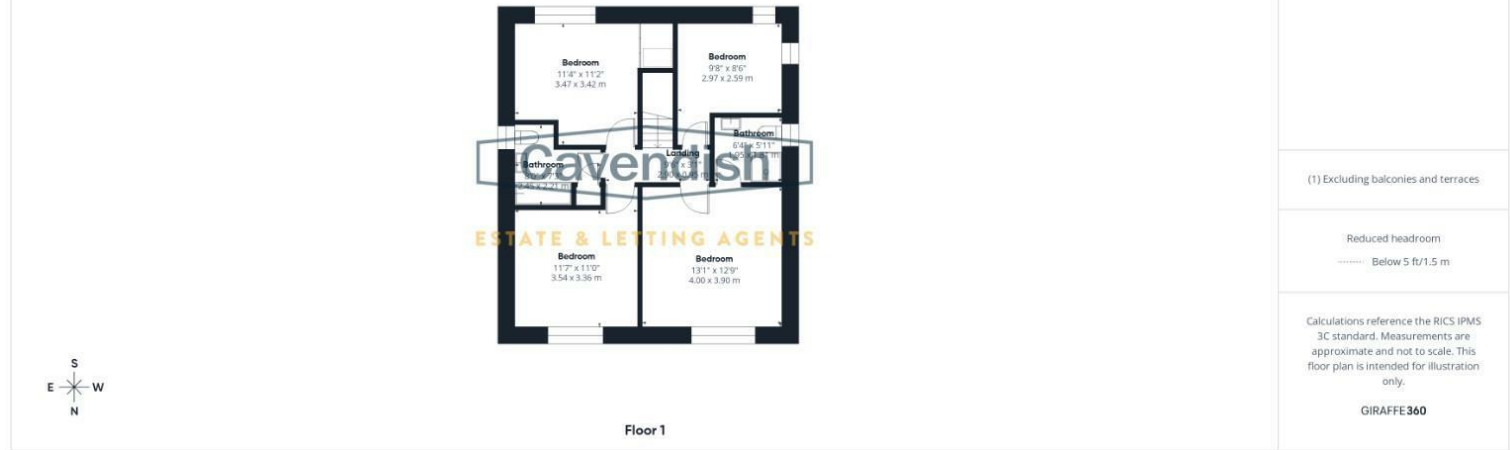 Bedroom
11'4" x 11'2"
3.47 x 3.42 m
Bedroom
9'8" x 8'6"
2.97 x 2.59 m
Bathroom
6'4" x 5'11"
Landing
Bathroom
Cavendish
ESTATE & LETTING AGENTS
Bedroom
11'7" x 11'0"
3.54 x 3.36 m
Bedroom
13'1" x 12'9"
4.00 x 3.90 m
S
E W
N
Floor 1
(1) Excluding balconies and terraces
Reduced headroom
Below 5 ft/1.5 m
Calculations reference the RICS IPMS
3C standard. Measurements are
approximate and not to scale. This
floor plan is intended for illustration
only.
GIRAFFE360